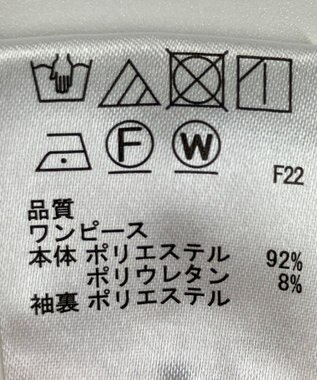 F W
F22
品質
ワンピース
本体 ポリエステル 92%
ポリウレタン 8%
袖裏 ポリエステル